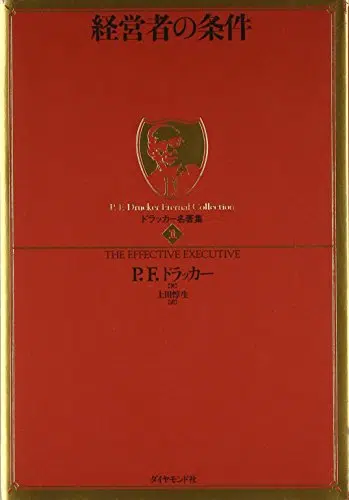 経営者の条件
P. F. Drucker Eternal Collection
ドラッカー名著集
1
THE EFFECTIVE EXECUTIVE
P.F.ドラッカー
[著]
上田惇生
[訳]
ダイヤモンド社